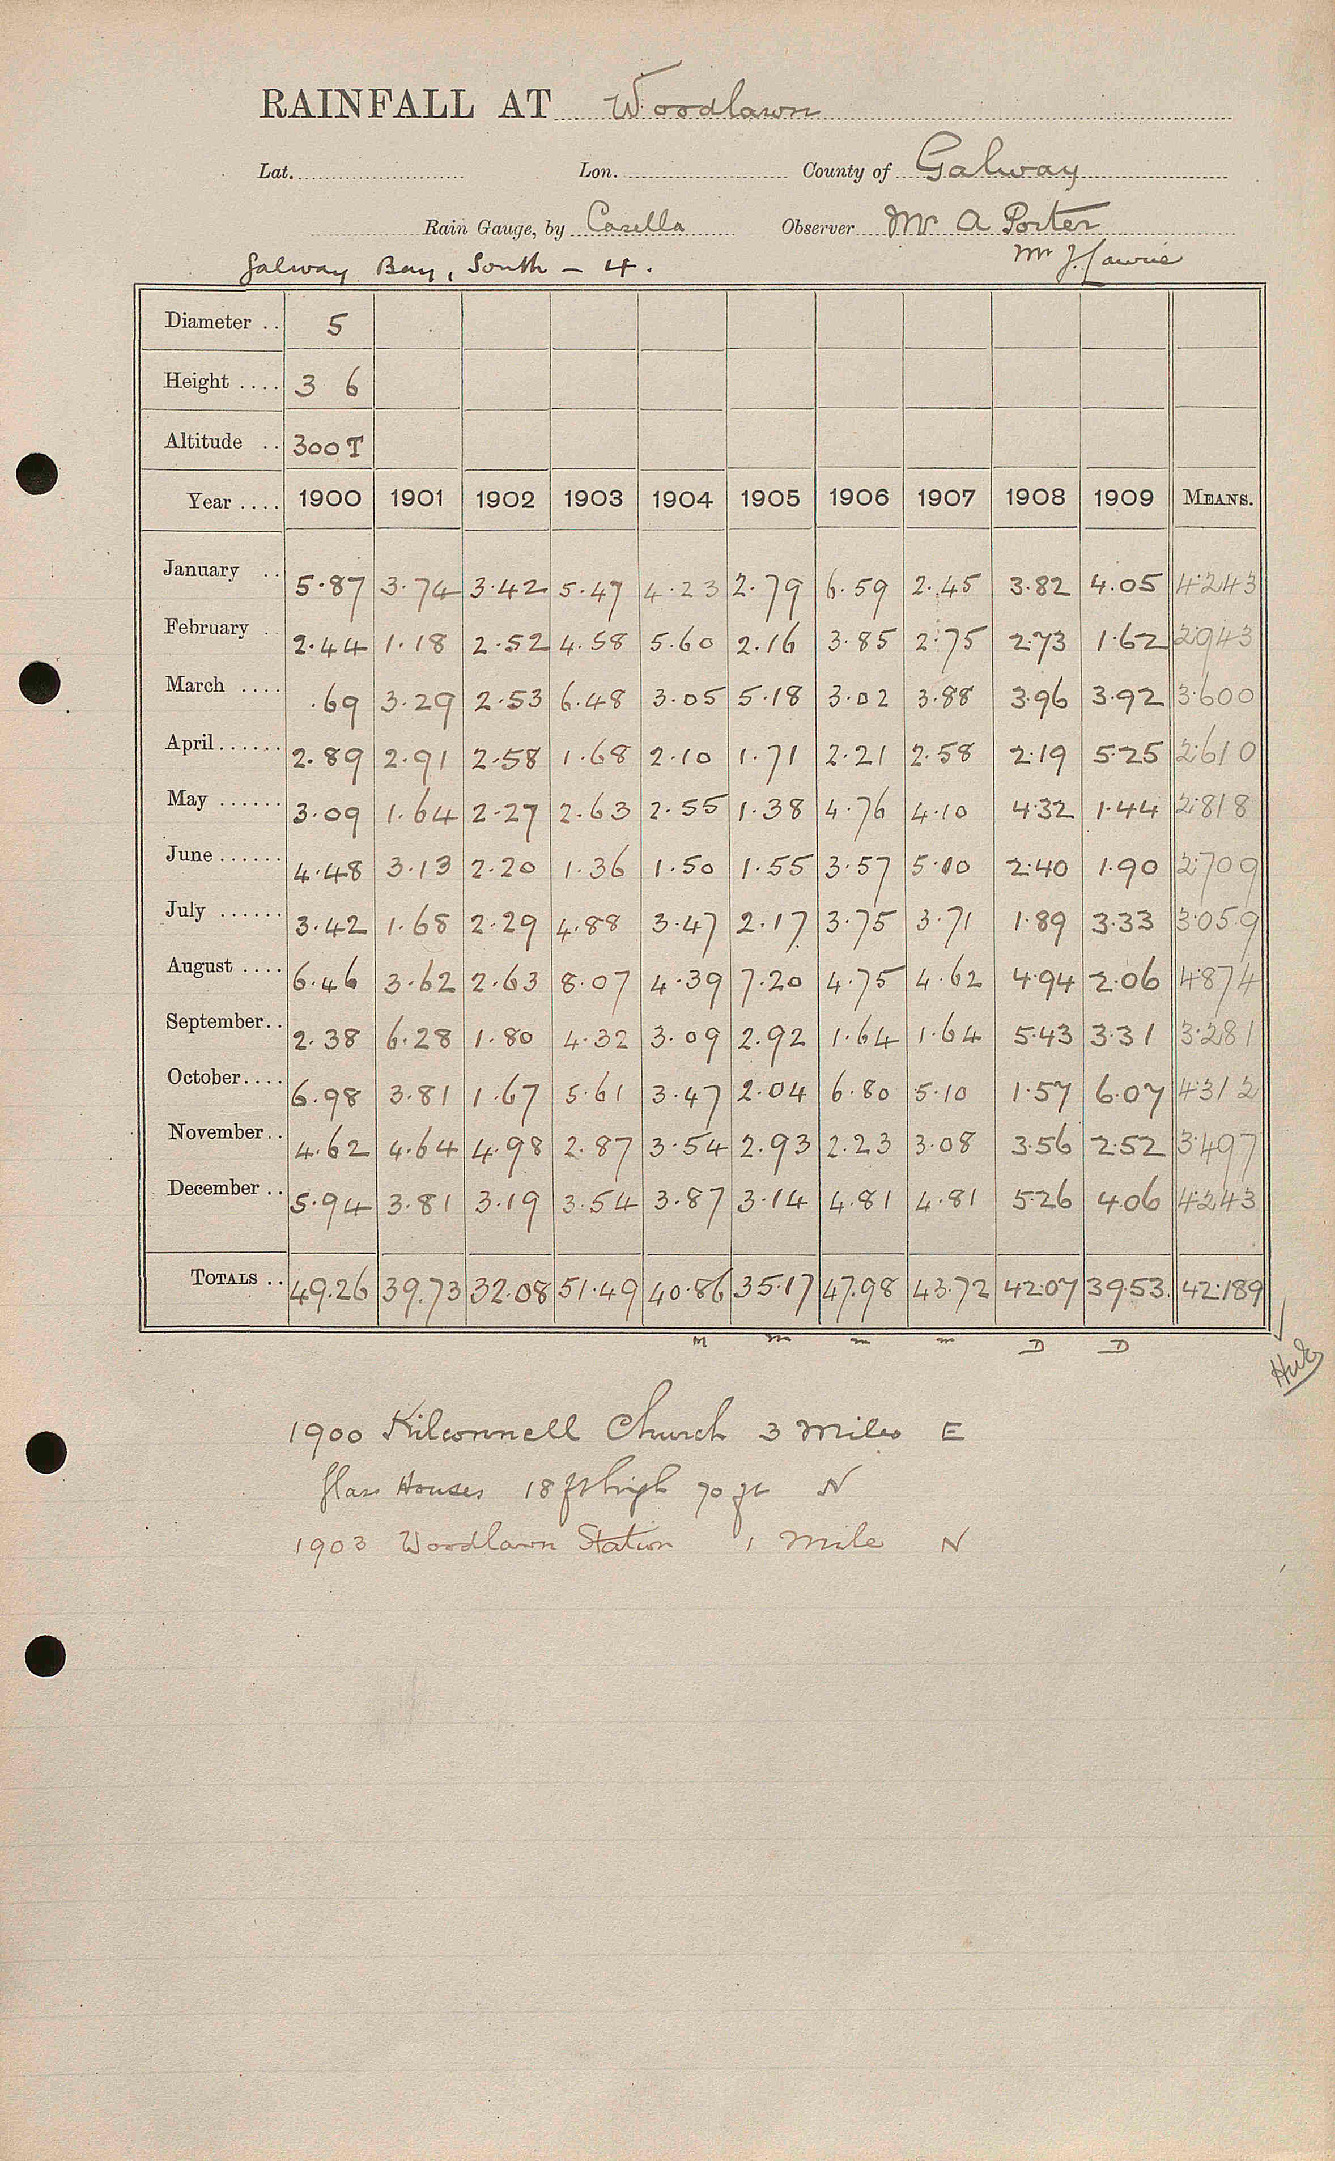 RAINFALL AT Woodlawn
Lat. Lon. County of Galway
Rain Gauge, by Casella Observer Mr A Porter
Galway Bay, South – 4. Mr J. Lawrie
Diameter .. 5
Height .... 3 6
Altitude .. 300 T
Year .... 1900 1901 1902 1903 1904 1905 1906 1907 1908 1909 MEANS.
January .. 5.87 3.74 3.42 5.47 4.23 2.79 6.59 2.45 3.82 4.05 4.243
February .. 2.44 1.18 2.52 4.58 5.60 2.16 3.85 2.75 2.73 1.62 2.943
March .... .69 3.29 2.53 6.48 3.05 5.18 3.02 3.88 3.96 3.92 3.600
April...... 2.89 2.91 2.58 1.68 2.10 1.71 2.21 2.58 2.19 5.25 2.610
May ...... 3.09 1.64 2.27 2.63 2.55 1.38 4.76 4.10 4.32 1.44 2.818
June ...... 4.48 3.13 2.20 1.36 1.50 1.55 3.57 5.00 2.40 1.90 2.709
July ...... 3.42 1.68 2.29 4.88 3.47 2.17 3.75 3.71 1.89 3.33 3.059
August .... 6.46 3.62 2.63 8.07 4.39 7.20 4.75 4.62 4.94 2.06 4.874
September.. 2.38 6.28 1.80 4.32 3.09 2.92 1.64 1.64 5.43 3.31 3.281
October.... 6.98 3.81 1.67 5.61 3.47 2.04 6.80 5.10 1.57 6.07 4.312
November.. 4.62 4.64 4.98 2.87 3.54 2.93 2.23 3.08 3.56 2.52 3.497
December .. 5.94 3.81 3.19 3.54 3.87 3.14 4.81 4.81 5.26 4.06 4.243
TOTALS .. 49.26 39.73 32.08 51.49 40.86 35.17 47.98 43.72 42.07 39.53 42.189
M m m m D D
1900 Kilconnell Church 3 Miles E
Glass Houses 18 ft high 70 ft N
1903 Woodlawn Station 1 Mile N